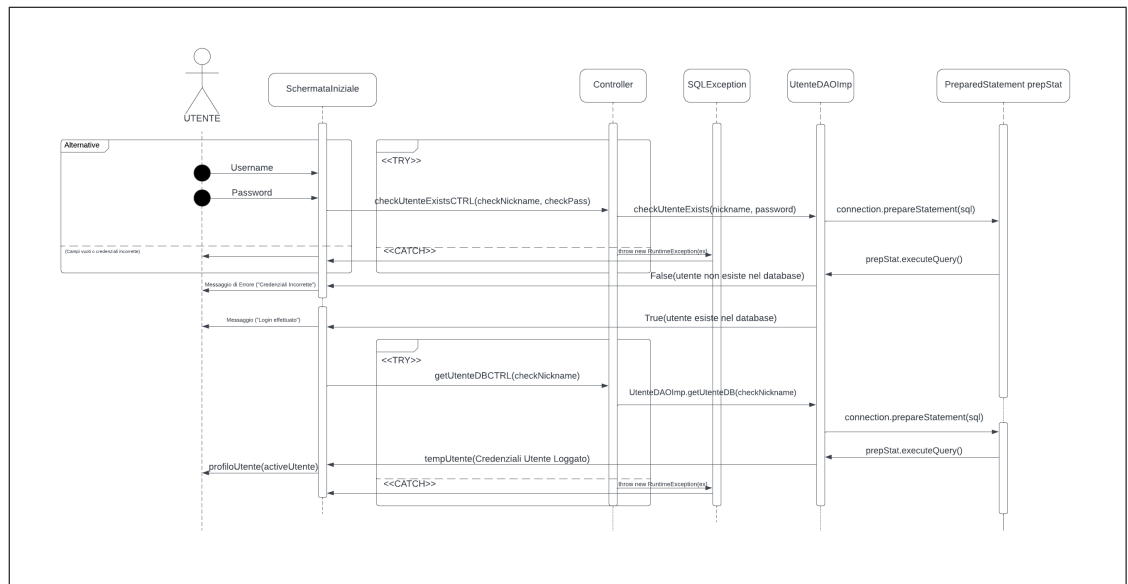 UTENTE
SchermataIniziale
Controller
SQLException
UtenteDAOImp
PreparedStatement prepStat
Alternative
<<TRY>>
Username
Password
checkUtenteExistsCTRL(checkNickname, checkPass)
checkUtenteExists(nickname, password)
connection.prepareStatement(sql)
(Campi vuoti o credenziali incorrette)
<<CATCH>>
throw new RuntimeException(ex)
prepStat.executeQuery()
False(utente non esiste nel database)
Messaggio di Errore ("Credenziali Incorrette")
Messaggio ("Login effettuato")
True(utente esiste nel database)
<<TRY>>
getUtenteDBCTRL(checkNickname)
UtenteDAOImp.getUtenteDB(checkNickname)
connection.prepareStatement(sql)
prepStat.executeQuery()
tempUtente(Credenziali Utente Loggato)
profiloUtente(activeUtente)
<<CATCH>>
throw new RuntimeException(ex)